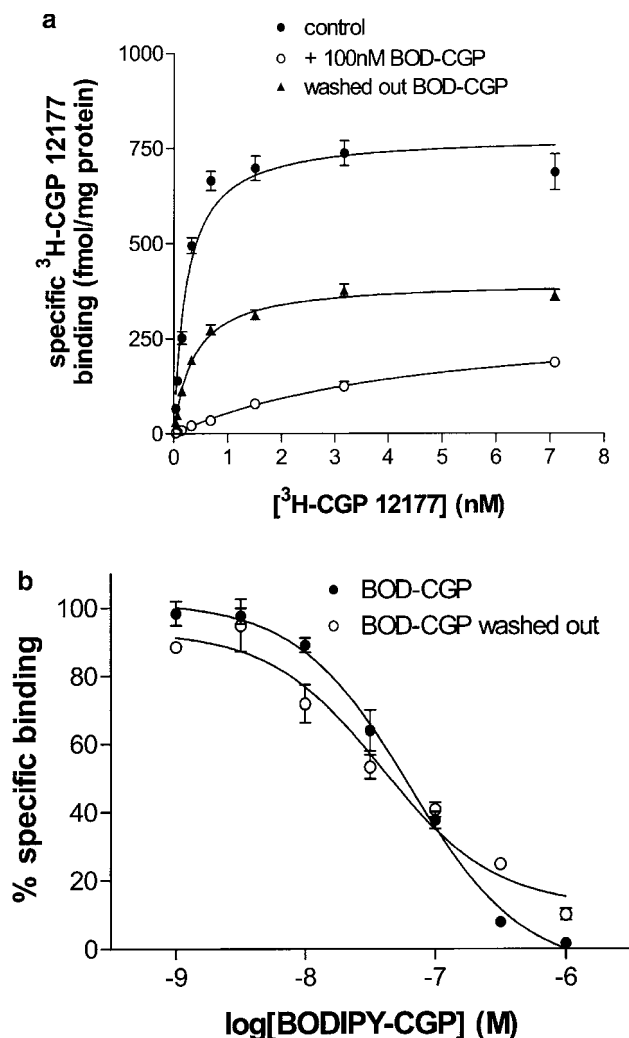 a
control
+ 100nM BOD-CGP
washed out BOD-CGP
1000
750
500
250
0
specific ³H-CGP 12177
binding (fmol/mg protein)
0 1 2 3 4 5 6 7 8
[³H-CGP 12177] (nM)
b
BOD-CGP
BOD-CGP washed out
100
80
60
40
20
0
% specific binding
-9 -8 -7 -6
log[BODIPY-CGP] (M)